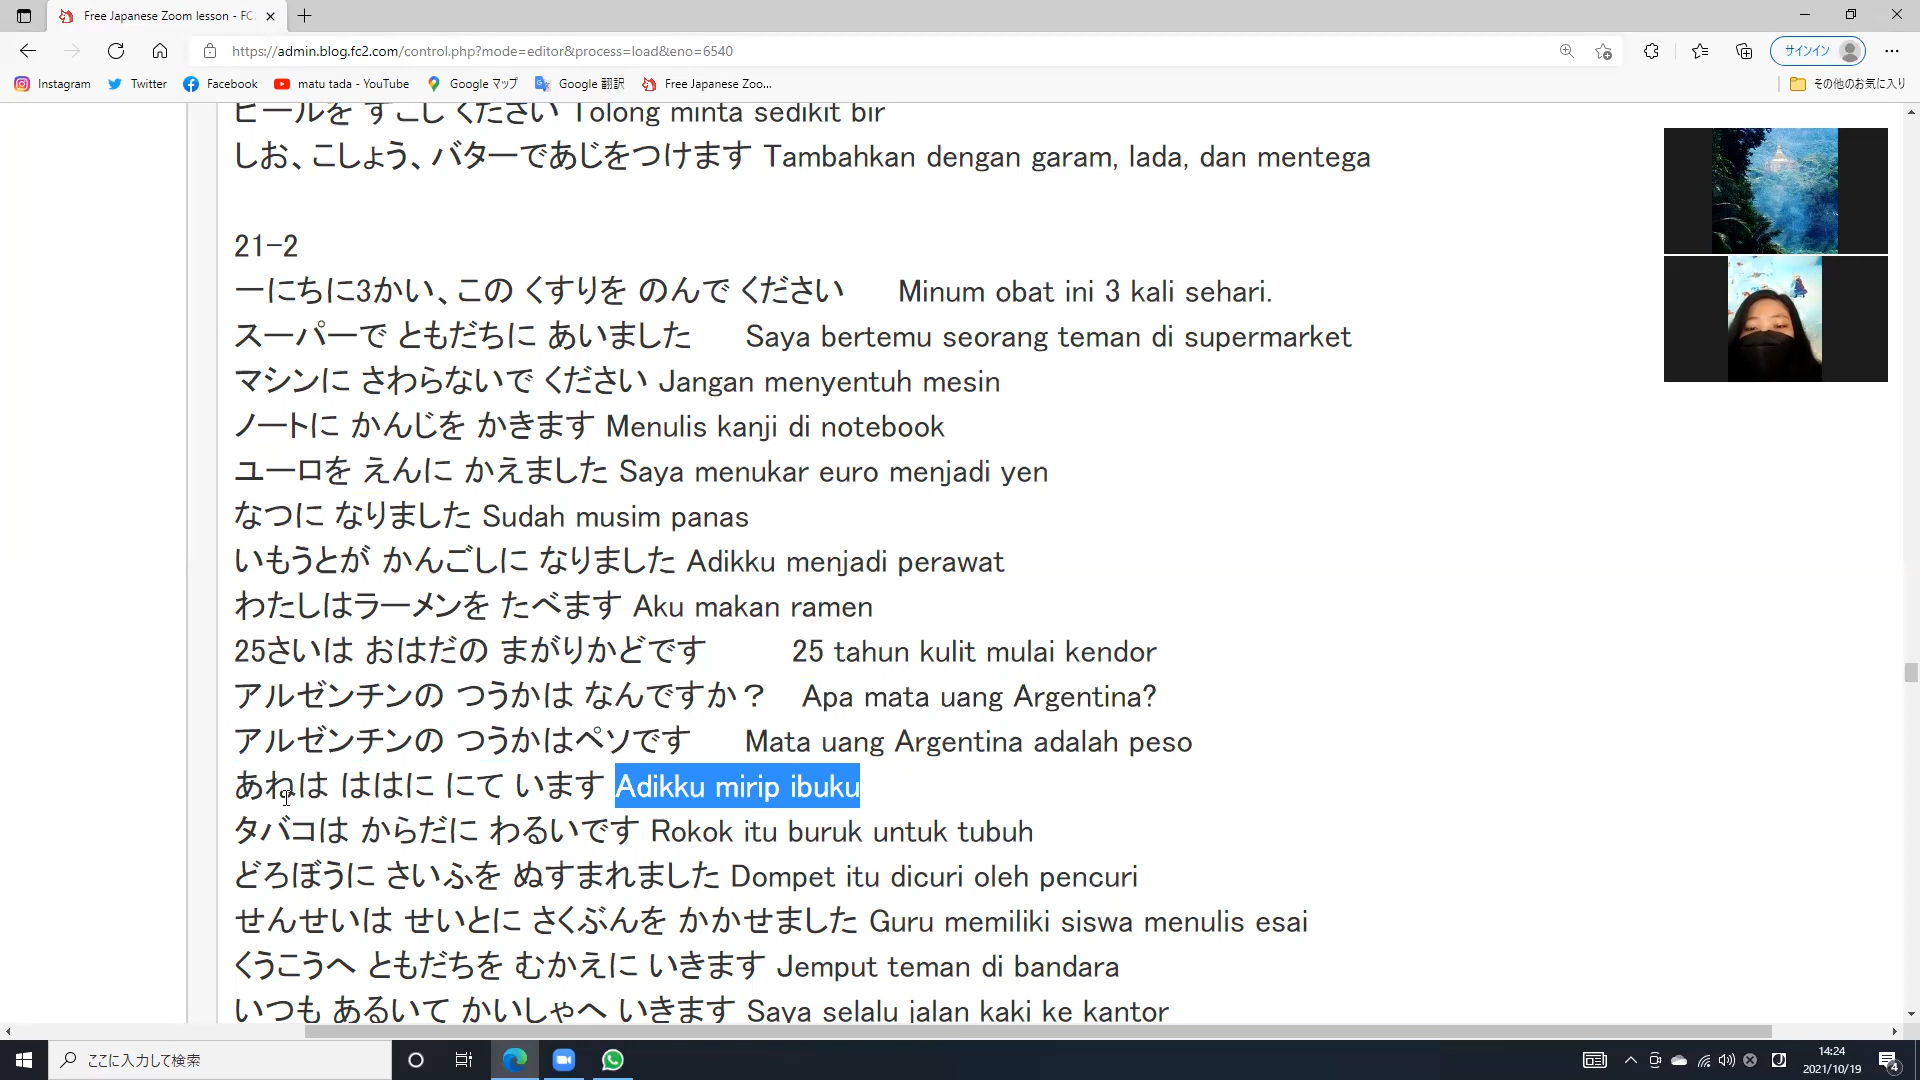 Free Japanese Zoom lesson - FC
https://admin.blog.fc2.com/control.php?mode=editor&process=load&eno=6540
サインイン
Instagram Twitter Facebook matu tada - YouTube Google マップ Google 翻訳 Free Japanese Zoo... その他のお気に入り
ビールを すこし ください Tolong minta sedikit bir
しお、こしょう、バターであじをつけます Tambahkan dengan garam, lada, dan mentega
21-2
一にちに3かい、この くすりを のんで ください Minum obat ini 3 kali sehari.
スーパーで ともだちに あいました Saya bertemu seorang teman di supermarket
マシンに さわらないで ください Jangan menyentuh mesin
ノートに かんじを かきます Menulis kanji di notebook
ユーロを えんに かえました Saya menukar euro menjadi yen
なつに なりました Sudah musim panas
いもうとが かんごしに なりました Adikku menjadi perawat
わたしはラーメンを たべます Aku makan ramen
25さいは おはだの まがりかどです 25 tahun kulit mulai kendor
アルゼンチンの つうかは なんですか？ Apa mata uang Argentina?
アルゼンチンの つうかはペソです Mata uang Argentina adalah peso
あれは ははに にて います Adikku mirip ibuku
タバコは からだに わるいです Rokok itu buruk untuk tubuh
どろぼうに さいふを ぬすまれました Dompet itu dicuri oleh pencuri
せんせいは せいとに さくぶんを かかせました Guru memiliki siswa menulis esai
くうこうへ ともだちを むかえに いきます Jemput teman di bandara
いつも あるいて かいしゃへ いきます Saya selalu jalan kaki ke kantor
ここに入力して検索
14:24
2021/10/19
4